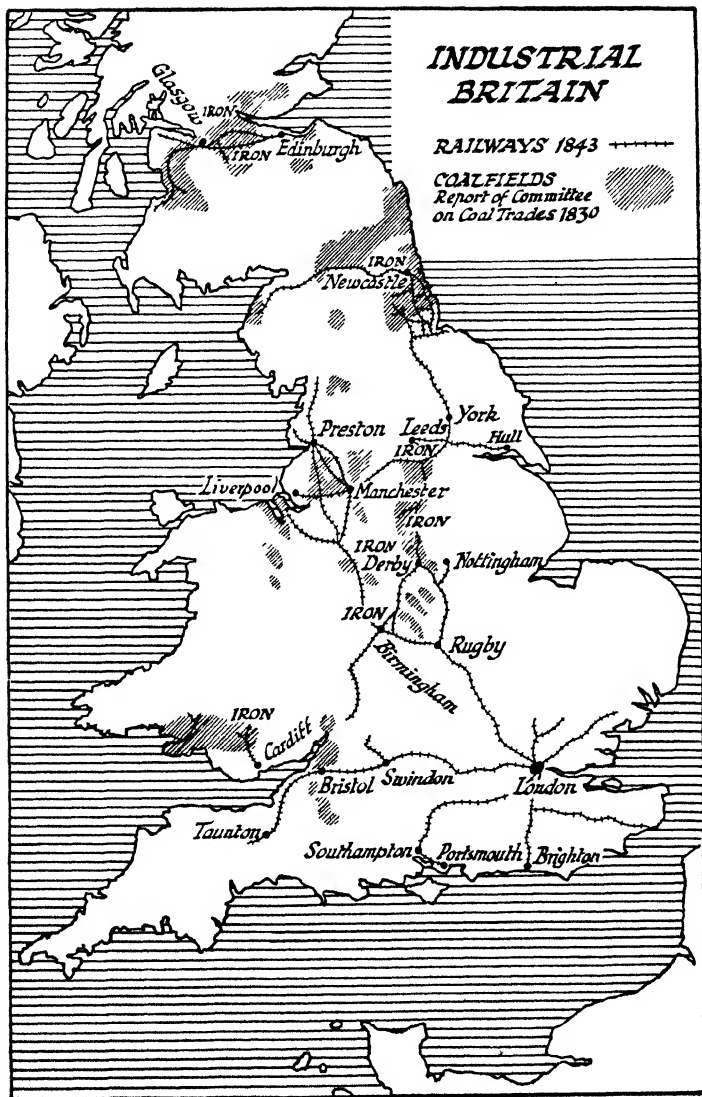 INDUSTRIAL
BRITAIN
RAILWAYS 1843
COALFIELDS
Report of Committee
on Coal Trades 1830
Glasgow
IRON
IRON
Edinburgh
IRON
Newcastle
York
Preston
Leeds
Hull
IRON
Liverpool
Manchester
IRON
IRON
Derby
Nottingham
IRON
Birmingham
Rugby
IRON
Cardiff
Bristol
Swindon
London
Taunton
Southampton
Portsmouth
Brighton